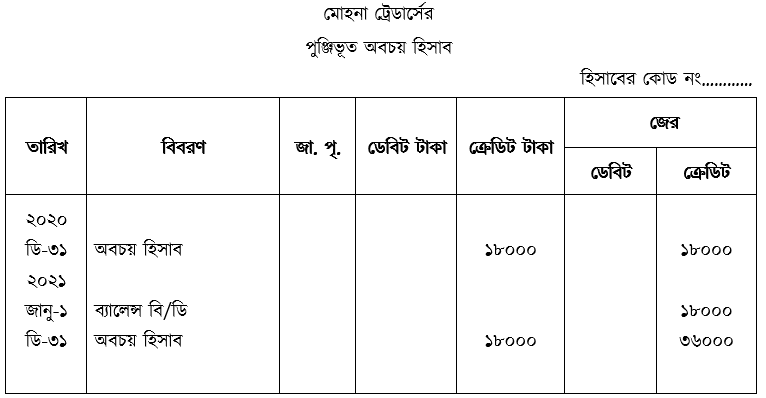 মোহনা ট্রেডার্সের
পুঞ্জিভূত অবচয় হিসাব
হিসাবের কোড নং............
তারিখ বিবরণ জা. পৃ. ডেবিট টাকা ক্রেডিট টাকা জের
ডেবিট ক্রেডিট
২০২০
ডি-৩১ অবচয় হিসাব ১৮০০০ ১৮০০০
২০২১
জানু-১ ব্যালেন্স বি/ডি ১৮০০০
ডি-৩১ অবচয় হিসাব ১৮০০০ ৩৬০০০